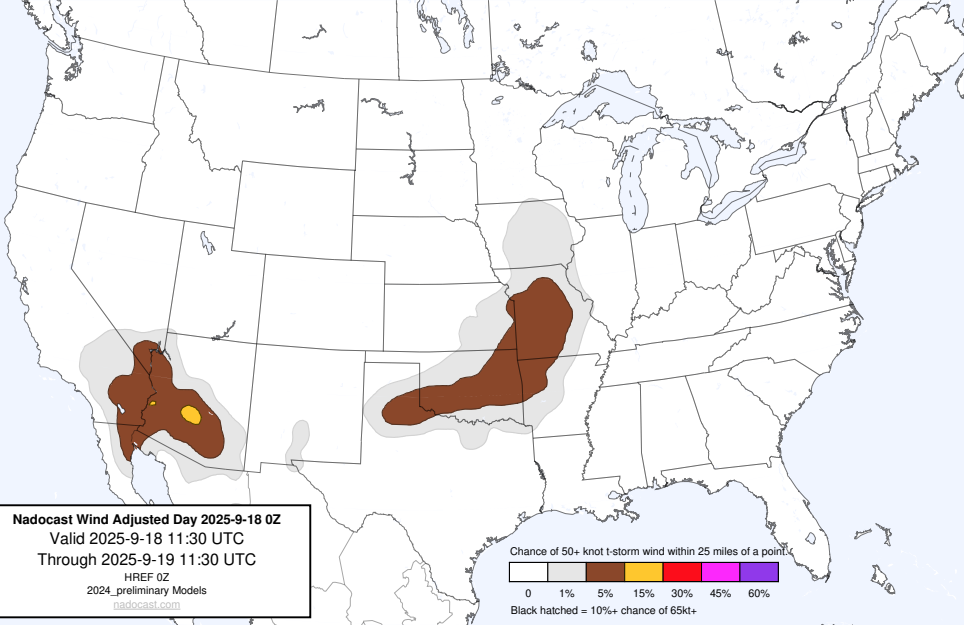 Nadocast Wind Adjusted Day 2025-9-18 0Z
Valid 2025-9-18 11:30 UTC
Through 2025-9-19 11:30 UTC
HREF 0Z
2024_preliminary Models
nadocast.com
Chance of 50+ knot t-storm wind within 25 miles of a point.
0 1% 5% 15% 30% 45% 60%
Black hatched = 10%+ chance of 65kt+